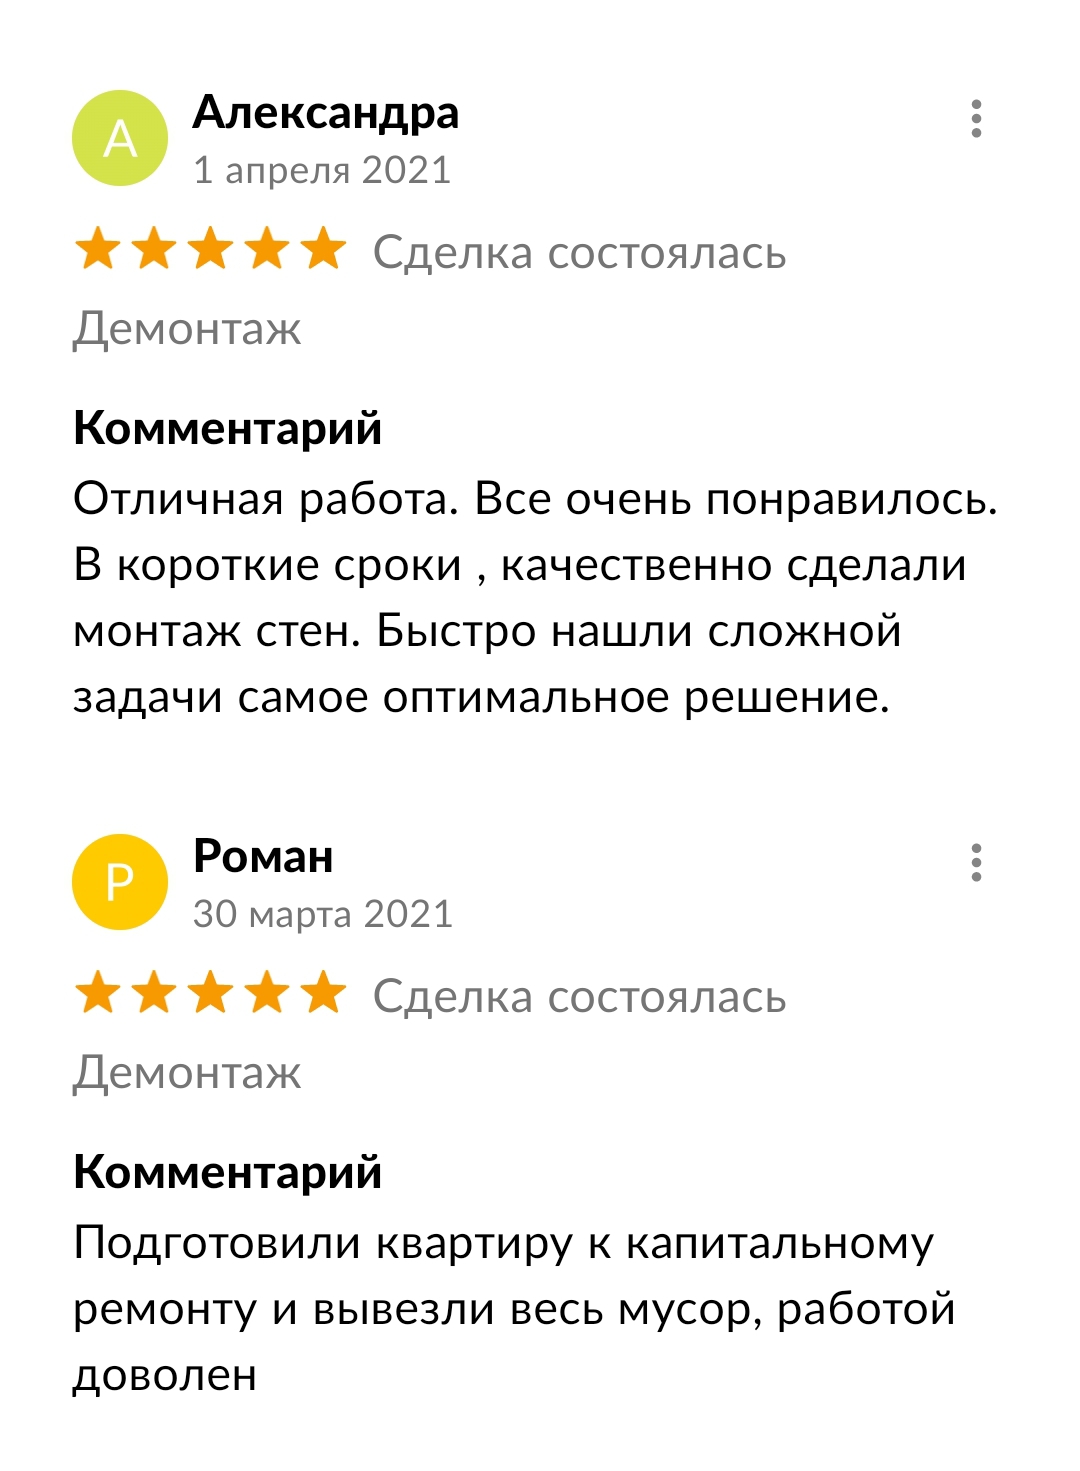 А
Александра
1 апреля 2021
Сделка состоялась
Демонтаж
Комментарий
Отличная работа. Все очень понравилось.
В короткие сроки , качественно сделали
монтаж стен. Быстро нашли сложной
задачи самое оптимальное решение.
Р
Роман
30 марта 2021
Сделка состоялась
Демонтаж
Комментарий
Подготовили квартиру к капитальному
ремонту и вывезли весь мусор, работой
доволен